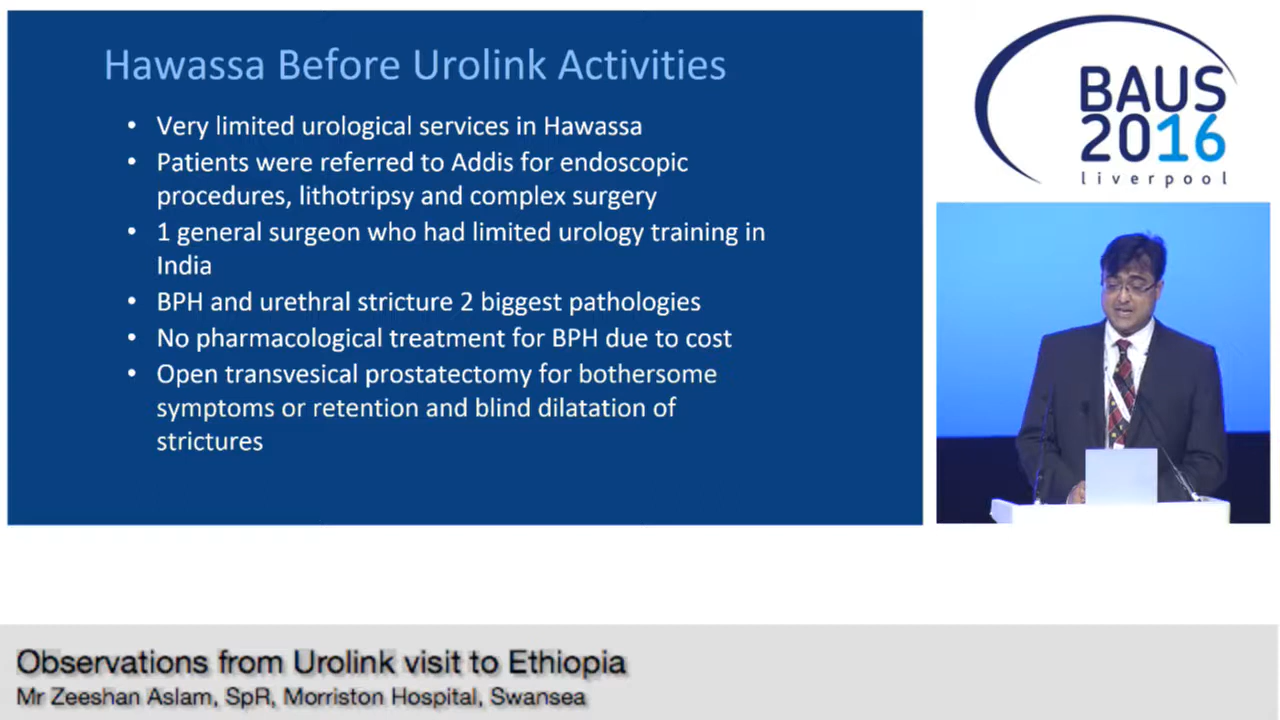 Hawassa Before Urolink Activities
• Very limited urological services in Hawassa
• Patients were referred to Addis for endoscopic
procedures, lithotripsy and complex surgery
• 1 general surgeon who had limited urology training in
India
• BPH and urethral stricture 2 biggest pathologies
• No pharmacological treatment for BPH due to cost
• Open transvesical prostatectomy for bothersome
symptoms or retention and blind dilatation of
strictures
BAUS
2016
liverpool
Observations from Urolink visit to Ethiopia
Mr Zeeshan Aslam, SpR, Morriston Hospital, Swansea